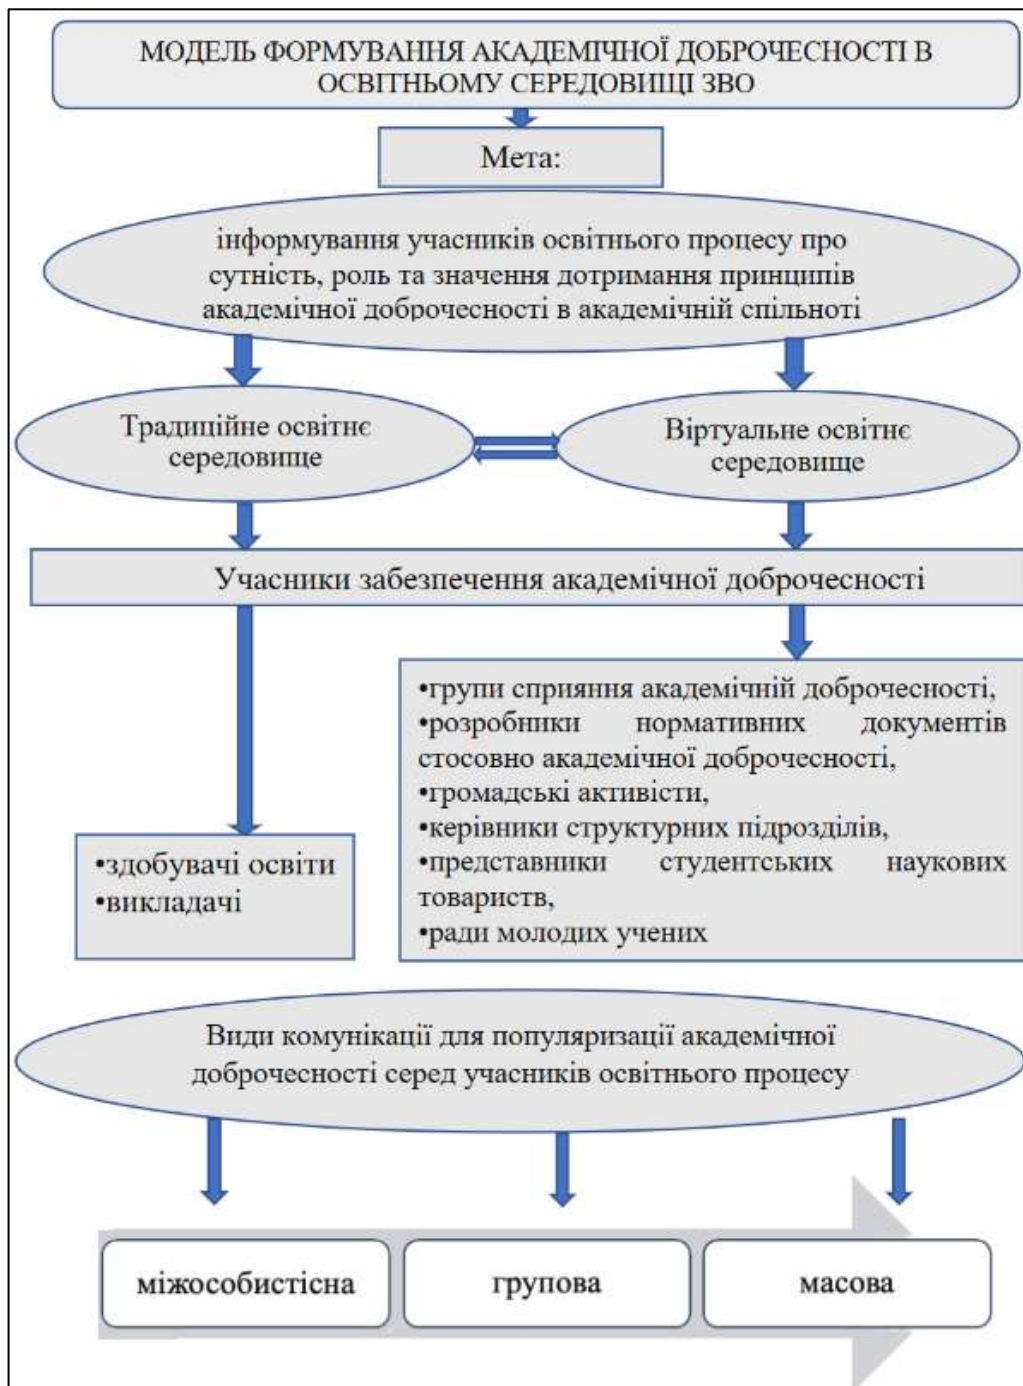 МОДЕЛЬ ФОРМУВАННЯ АКАДЕМІЧНОЇ ДОБРОЧЕСНОСТІ В
ОСВІТНЬОМУ СЕРЕДОВИЩІ ЗВО
Мета:
інформування учасників освітнього процесу про
сутність, роль та значення дотримання принципів
академічної доброчесності в академічній спільноті
Традиційне освітнє
середовище
Віртуальне освітнє
середовище
Учасники забезпечення академічної доброчесності
•групи сприяння академічній доброчесності,
•розробники нормативних документів
стосовно академічної доброчесності,
•громадські активісти,
•керівники структурних підрозділів,
•представники студентських наукових
товариств,
•ради молодих учених
•здобувачі освіти
•викладачі
Види комунікації для популяризації академічної
доброчесності серед учасників освітнього процесу
міжособистісна
групова
масова